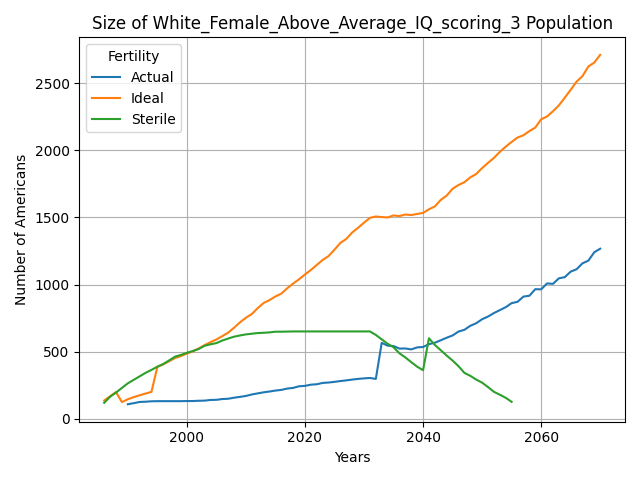 Size of White_Female_Above_Average_IQ_scoring_3 Population
Fertility
Actual
Ideal
Sterile
Number of Americans
2500
2000
1500
1000
500
0
2000
2020
2040
2060
Years